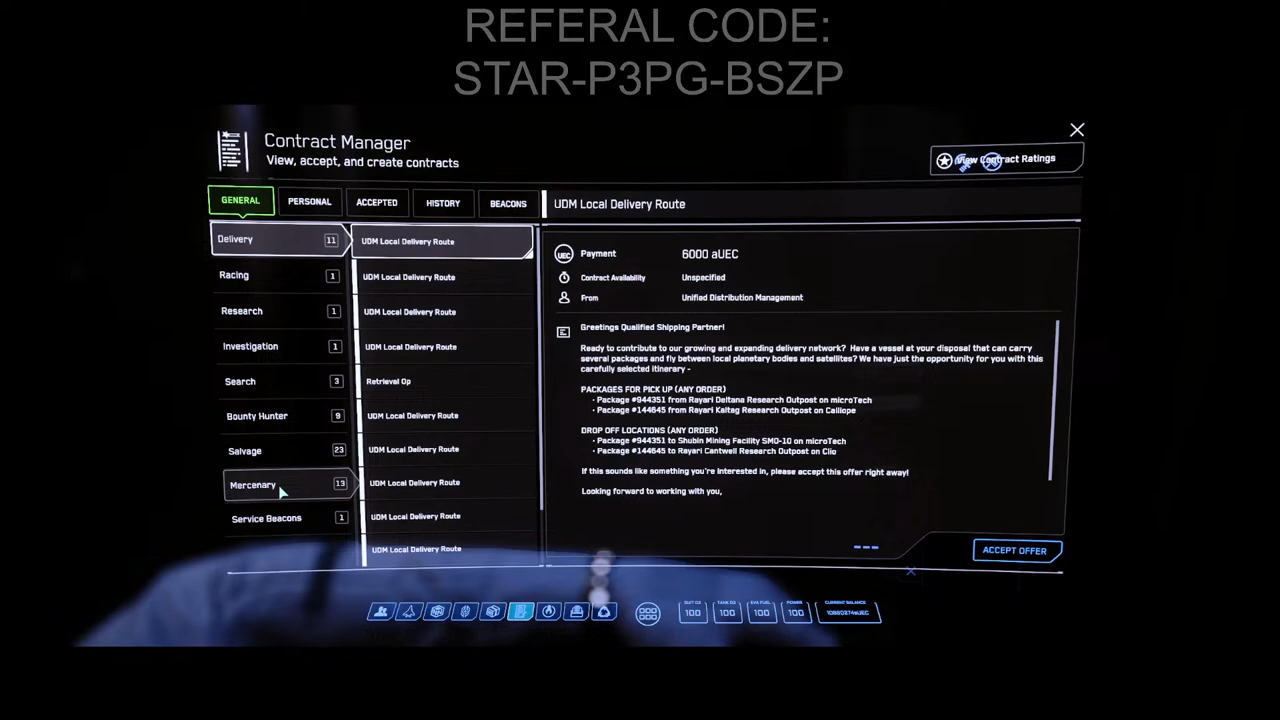 REFERAL CODE:
STAR-P3PG-BSZP
Contract Manager
View, accept, and create contracts
View Contract Ratings
GENERAL
PERSONAL
ACCEPTED
HISTORY
BEACONS
UDM Local Delivery Route
Delivery 11
Racing 1
Research 1
Investigation 1
Search 3
Bounty Hunter 9
Salvage 23
Mercenary 13
Service Beacons 1
UDM Local Delivery Route
UDM Local Delivery Route
UDM Local Delivery Route
UDM Local Delivery Route
Retrieval Op
UDM Local Delivery Route
UDM Local Delivery Route
UDM Local Delivery Route
UDM Local Delivery Route
UDM Local Delivery Route
UEC Payment 6000 aUEC
Contract Availability Unspecified
From Unified Distribution Management
Greetings Qualified Shipping Partner!
Ready to contribute to our growing and expanding delivery network? Have a vessel at your disposal that can carry
several packages and fly between local planetary bodies and satellites? We have just the opportunity for you with this
carefully selected itinerary -
PACKAGES FOR PICK UP (ANY ORDER)
· Package #944351 from Rayari Deltana Research Outpost on microTech
· Package #144645 from Rayari Kaltag Research Outpost on Calliope
DROP OFF LOCATIONS (ANY ORDER)
· Package #944351 to Shubin Mining Facility SM0-10 on microTech
· Package #144645 to Rayari Cantwell Research Outpost on Clio
If this sounds like something you're interested in, please accept this offer right away!
Looking forward to working with you,
ACCEPT OFFER
SUIT O2 TANK O2 EVA FUEL POWER CURRENT BALANCE
100 100 100 100